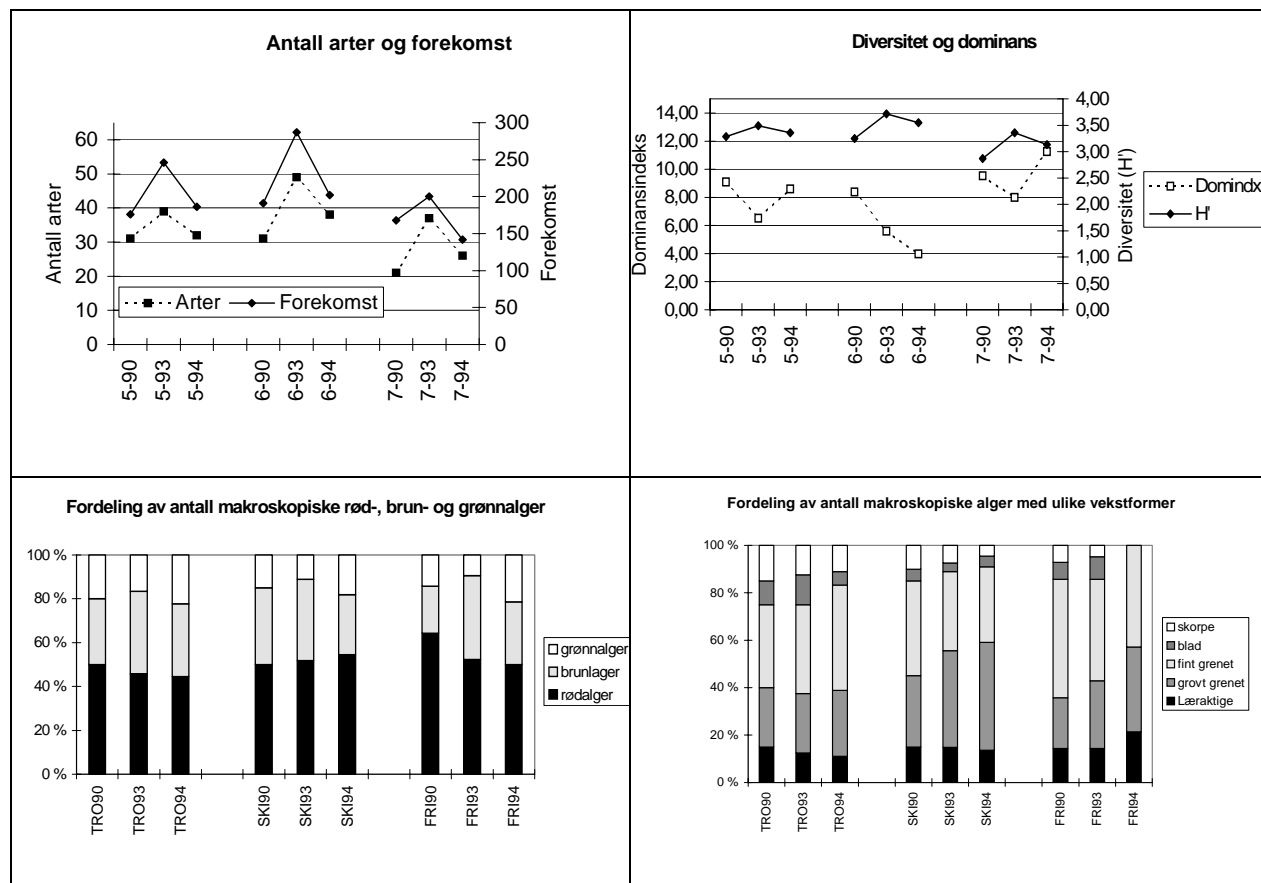 Antall arter og forekomst
Antall arter
60
50
40
30
20
10
0
300
250
200
150
100
50
0
Forekomst
Arter Forekomst
5-90 5-93 5-94 6-90 6-93 6-94 7-90 7-93 7-94
Diversitet og dominans
Dominansindeks
14,00
12,00
10,00
8,00
6,00
4,00
2,00
0,00
4,00
3,50
3,00
2,50
2,00
1,50
1,00
0,50
0,00
Diversitet (H')
Domindx
H'
5-90 5-93 5-94 6-90 6-93 6-94 7-90 7-93 7-94
Fordeling av antall makroskopiske rød-, brun- og grønnalger
100 %
80 %
60 %
40 %
20 %
0 %
grønnalger
brunlager
rødalger
TRO90 TRO93 TRO94 SKI90 SKI93 SKI94 FRI90 FRI93 FRI94
Fordeling av antall makroskopiske alger med ulike vekstformer
100 %
80 %
60 %
40 %
20 %
0 %
skorpe
blad
fint grenet
grovt grenet
Læraktige
TRO90 TRO93 TRO94 SKI90 SKI93 SKI94 FRI90 FRI93 FRI94